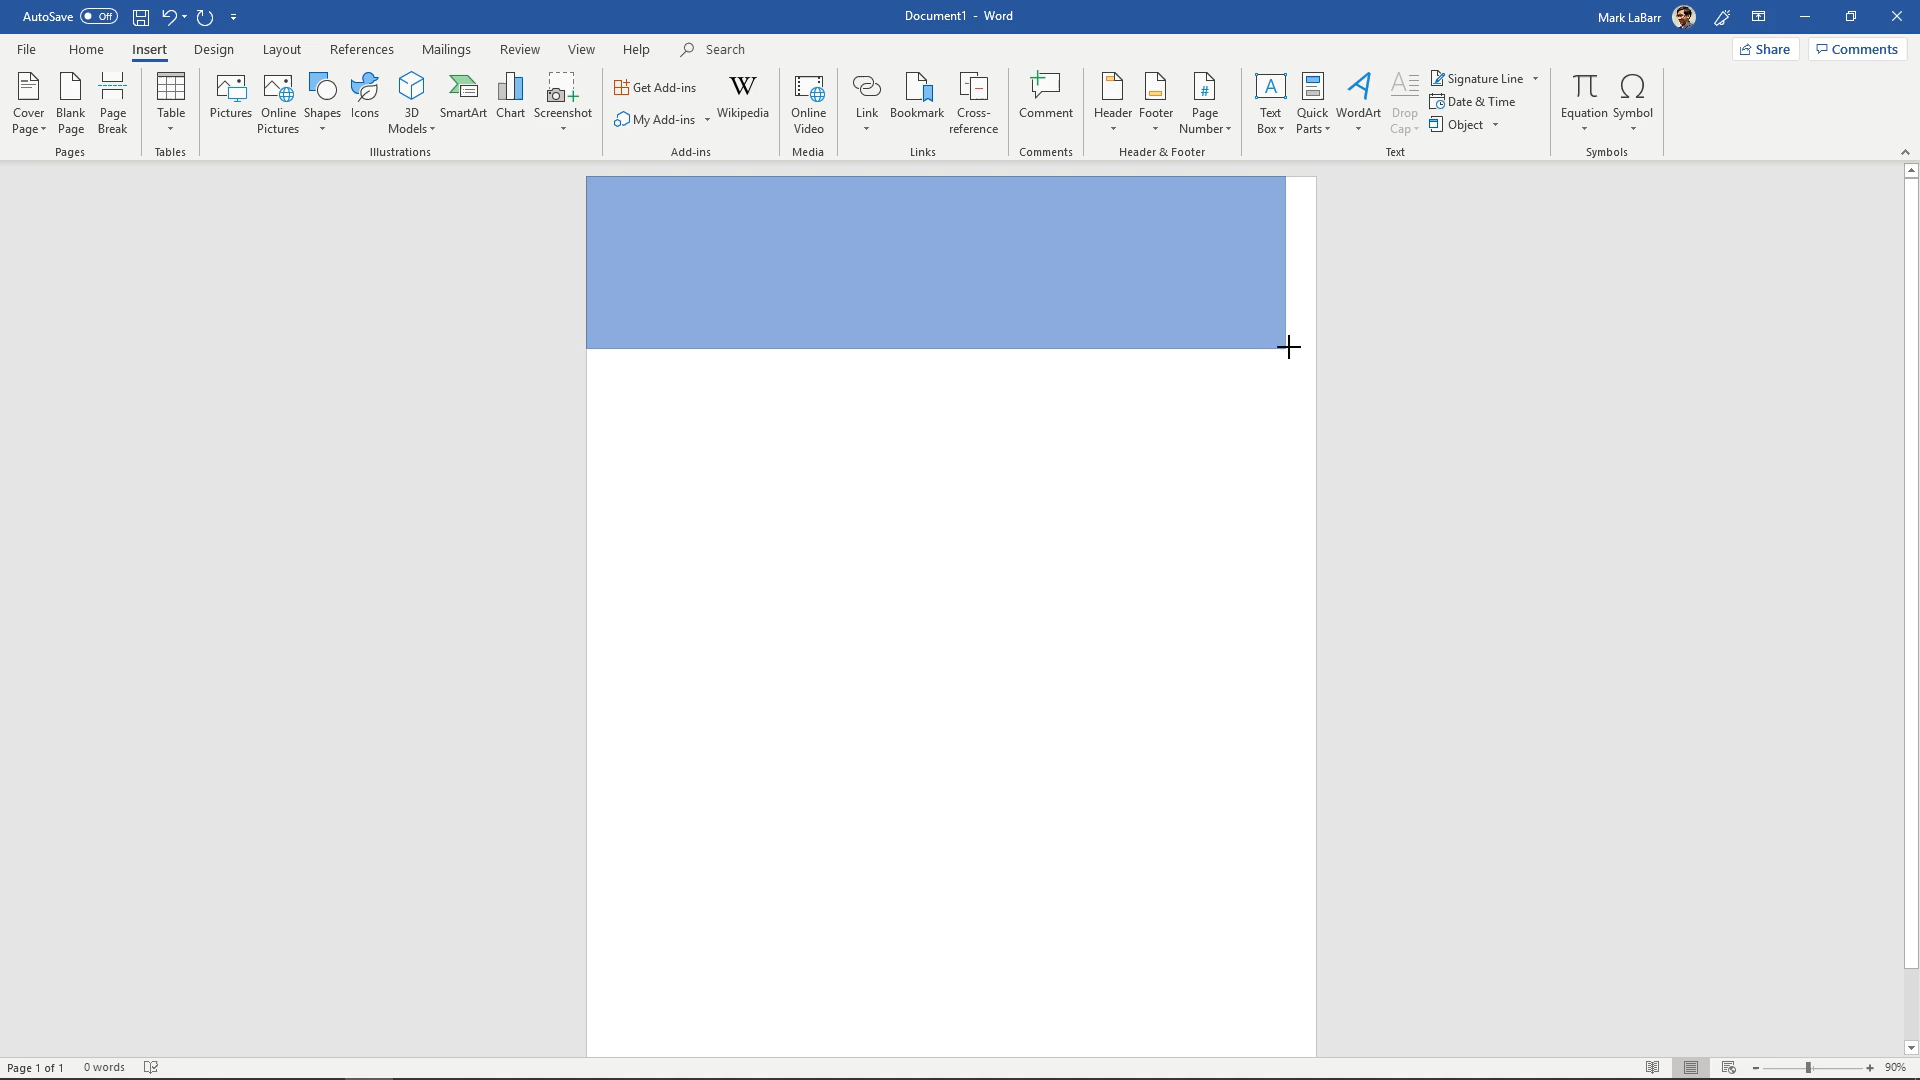 AutoSave Off Document1 - Word Mark LaBarr
File Home Insert Design Layout References Mailings Review View Help Search Share Comments
Cover Page
Blank Page
Page Break
Table
Pictures
Online Pictures
Shapes
Icons
3D Models
SmartArt
Chart
Screenshot
Get Add-ins
My Add-ins
W
Wikipedia
Online Video
Link
Bookmark
Cross-reference
Comment
Header
Footer
#
Page Number
A
Text Box
Quick Parts
A
WordArt
A
Drop Cap
Signature Line
Date & Time
Object
π
Equation
Ω
Symbol
Pages Tables Illustrations Add-ins Media Links Comments Header & Footer Text Symbols
Page 1 of 1 0 words 90%